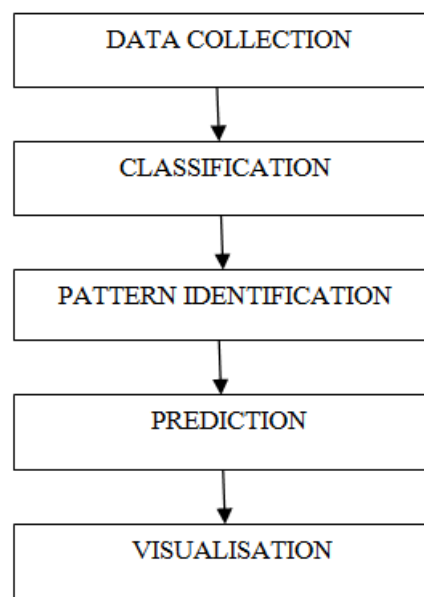 DATA COLLECTION
CLASSIFICATION
PATTERN IDENTIFICATION
PREDICTION
VISUALISATION